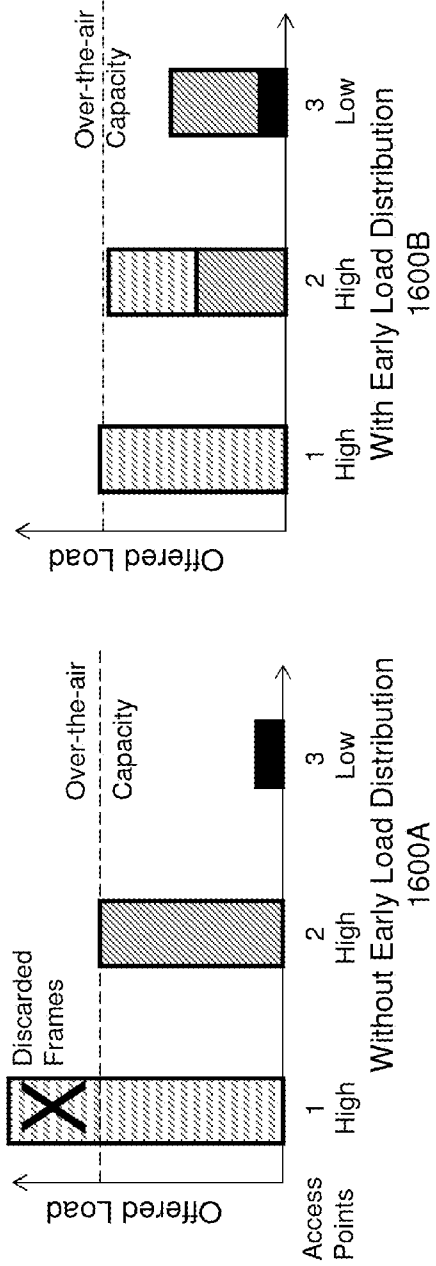 Offered Load
Discarded
Frames
Over-the-air
Capacity
Access
Points
1
High
2
High
3
Low
Without Early Load Distribution
1600A
Offered Load
Over-the-air
Capacity
1
High
2
High
3
Low
With Early Load Distribution
1600B